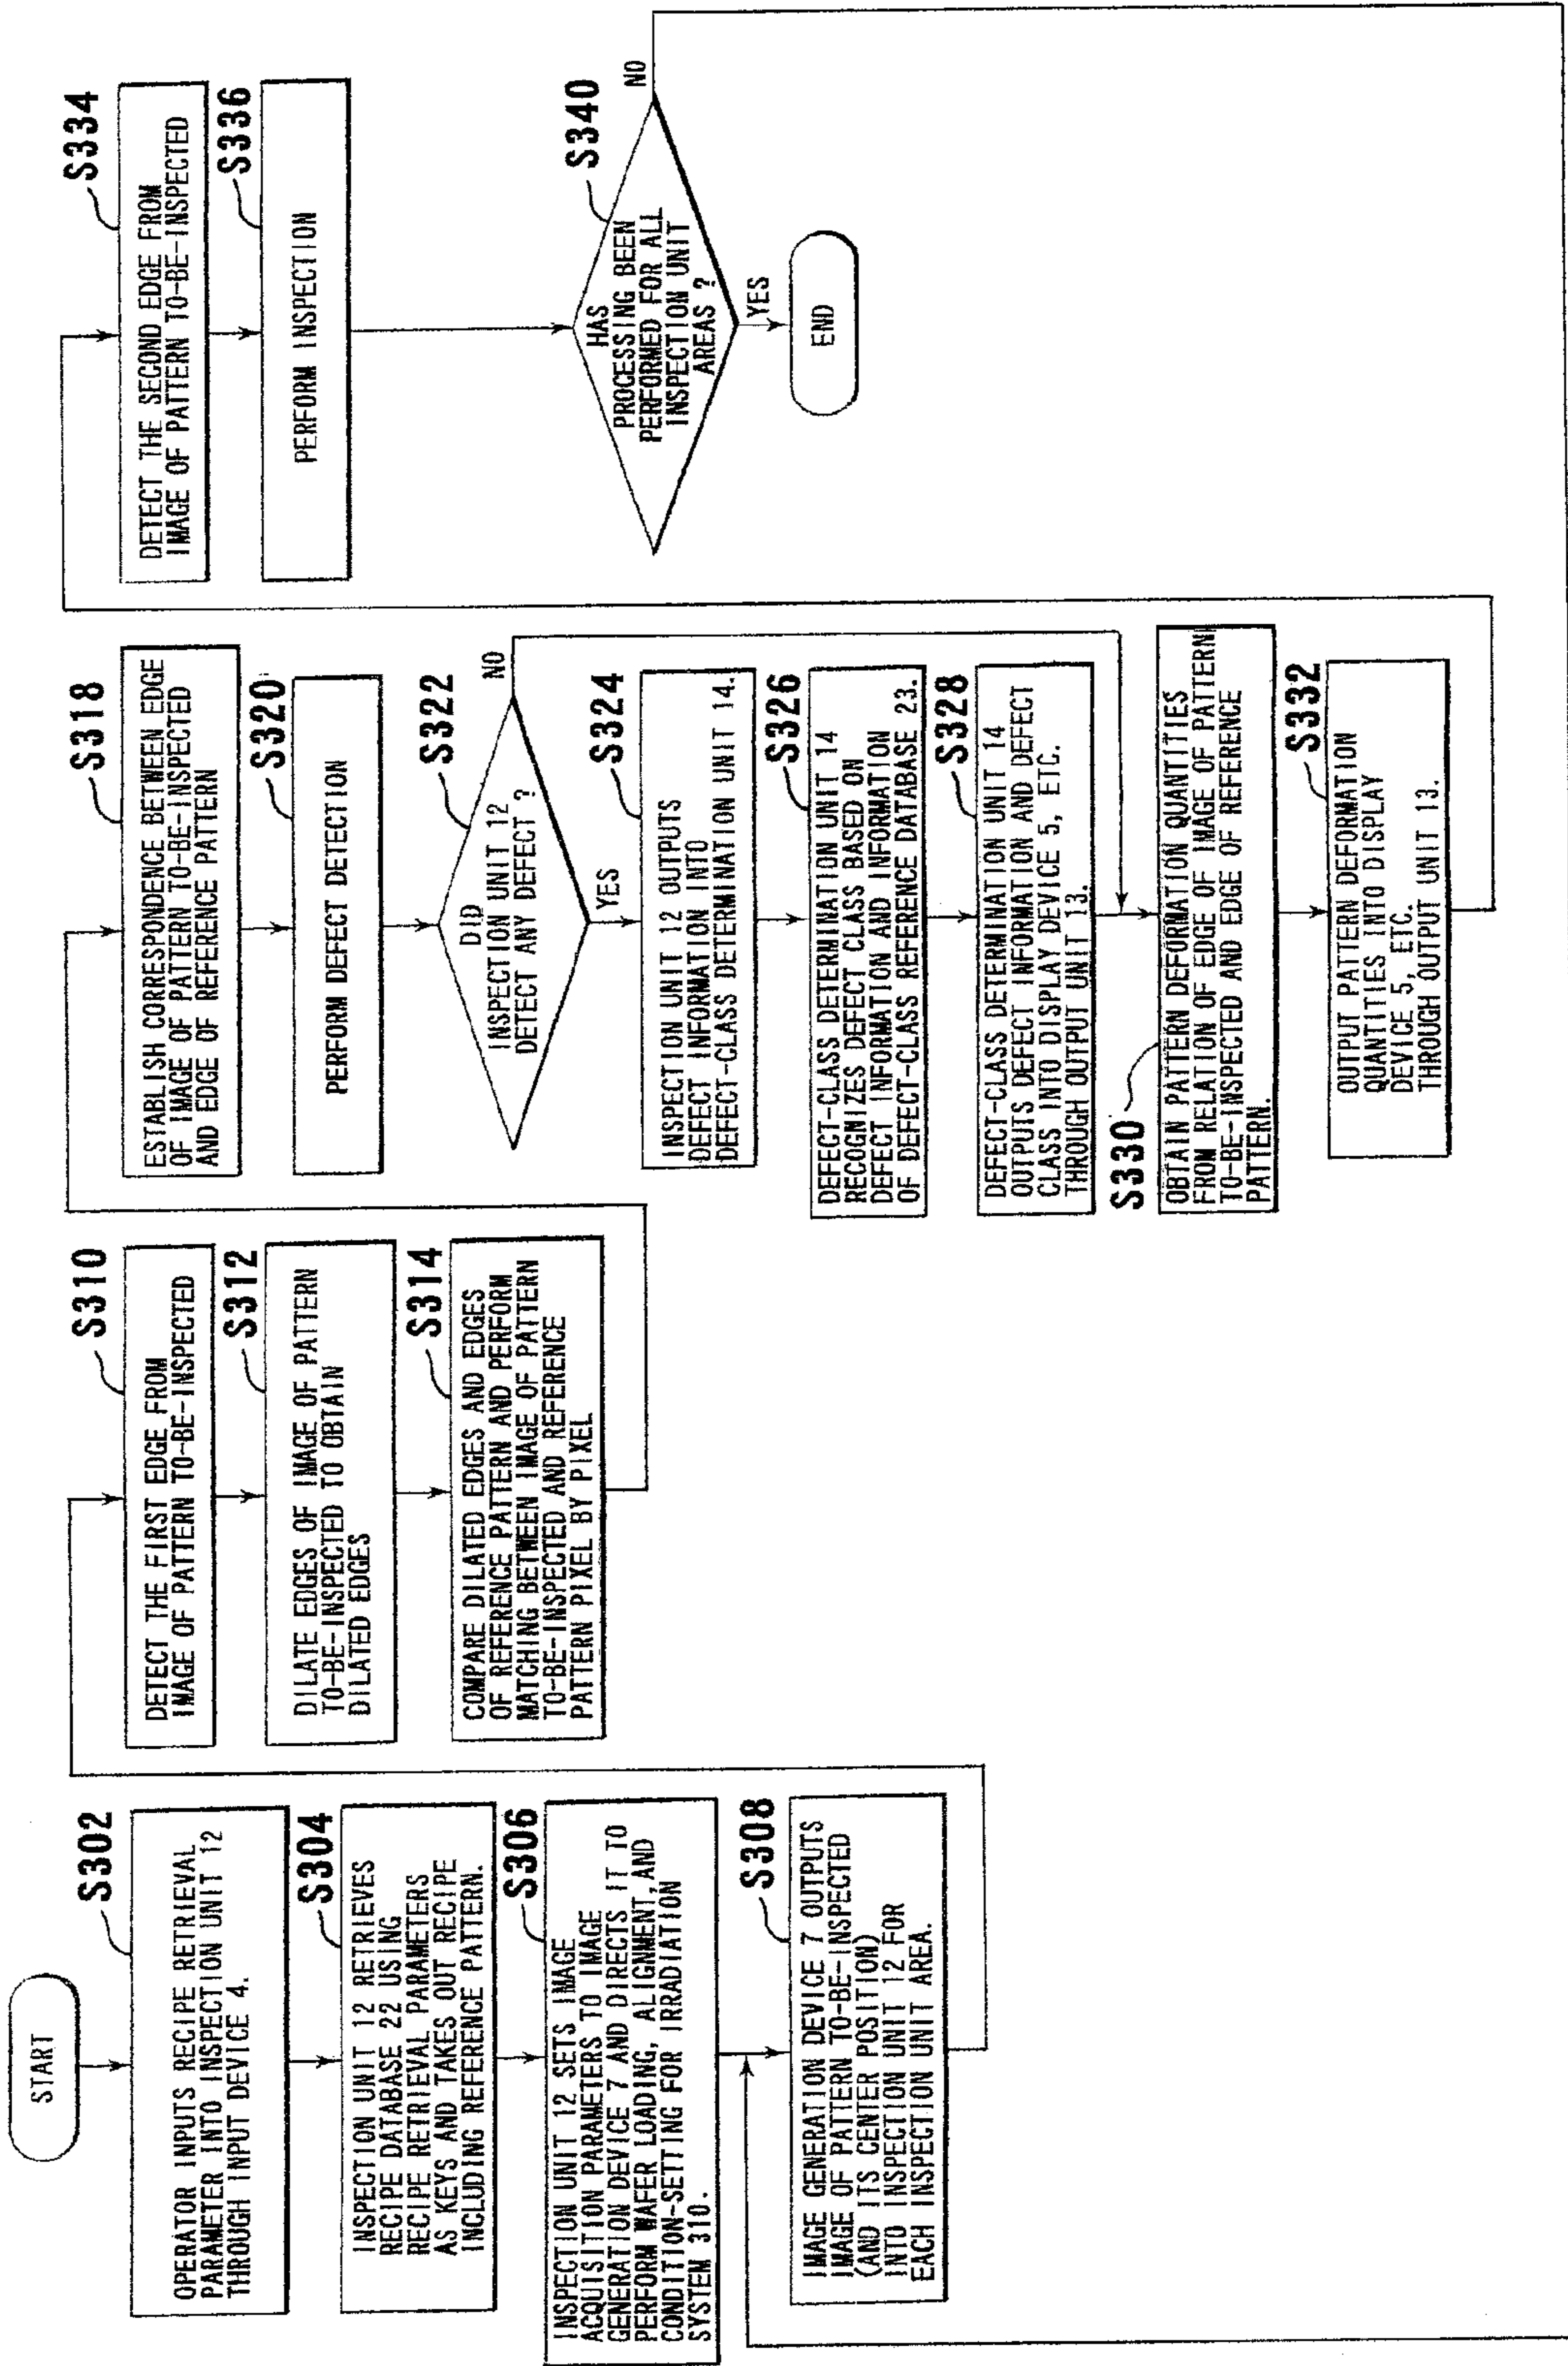 START
S302
OPERATOR INPUTS RECIPE RETRIEVAL
PARAMETER INTO INSPECTION UNIT 12
THROUGH INPUT DEVICE 4.
S304
INSPECTION UNIT 12 RETRIEVES
RECIPE DATABASE 22 USING
RECIPE RETRIEVAL PARAMETERS
AS KEYS AND TAKES OUT RECIPE
INCLUDING REFERENCE PATTERN.
S306
INSPECTION UNIT 12 SETS IMAGE
ACQUISITION PARAMETERS TO IMAGE
GENERATION DEVICE 7 AND DIRECTS IT TO
PERFORM WAFER LOADING, ALIGNMENT, AND
CONDITION-SETTING FOR IRRADIATION
SYSTEM 310.
S308
IMAGE GENERATION DEVICE 7 OUTPUTS
IMAGE OF PATTERN TO-BE-INSPECTED
(AND ITS CENTER POSITION)
INTO INSPECTION UNIT 12 FOR
EACH INSPECTION UNIT AREA.
S310
DETECT THE FIRST EDGE FROM
IMAGE OF PATTERN TO-BE-INSPECTED
S312
DILATE EDGES OF IMAGE OF PATTERN
TO-BE-INSPECTED TO OBTAIN
DILATED EDGES
S314
COMPARE DILATED EDGES AND EDGES
OF REFERENCE PATTERN AND PERFORM
MATCHING BETWEEN IMAGE OF PATTERN
TO-BE-INSPECTED AND REFERENCE
PATTERN PIXEL BY PIXEL
S318
ESTABLISH CORRESPONDENCE BETWEEN EDGE
OF IMAGE OF PATTERN TO-BE-INSPECTED
AND EDGE OF REFERENCE PATTERN
S320
PERFORM DEFECT DETECTION
S322
DID
INSPECTION UNIT 12
DETECT ANY DEFECT ?
NO
YES
S324
INSPECTION UNIT 12 OUTPUTS
DEFECT INFORMATION INTO
DEFECT-CLASS DETERMINATION UNIT 14.
S326
DEFECT-CLASS DETERMINATION UNIT 14
RECOGNIZES DEFECT CLASS BASED ON
DEFECT INFORMATION AND INFORMATION
OF DEFECT-CLASS REFERENCE DATABASE 23.
S328
DEFECT-CLASS DETERMINATION UNIT 14
OUTPUTS DEFECT INFORMATION AND DEFECT
CLASS INTO DISPLAY DEVICE 5, ETC.
THROUGH OUTPUT UNIT 13.
S330
OBTAIN PATTERN DEFORMATION QUANTITIES
FROM RELATION OF EDGE OF IMAGE OF PATTERN
TO-BE-INSPECTED AND EDGE OF REFERENCE
PATTERN.
S332
OUTPUT PATTERN DEFORMATION
QUANTITIES INTO DISPLAY
DEVICE 5, ETC.
THROUGH OUTPUT UNIT 13.
S334
DETECT THE SECOND EDGE FROM
IMAGE OF PATTERN TO-BE-INSPECTED
S336
PERFORM INSPECTION
S340
HAS
PROCESSING BEEN
PERFORMED FOR ALL
INSPECTION UNIT
AREAS ?
NO
YES
END